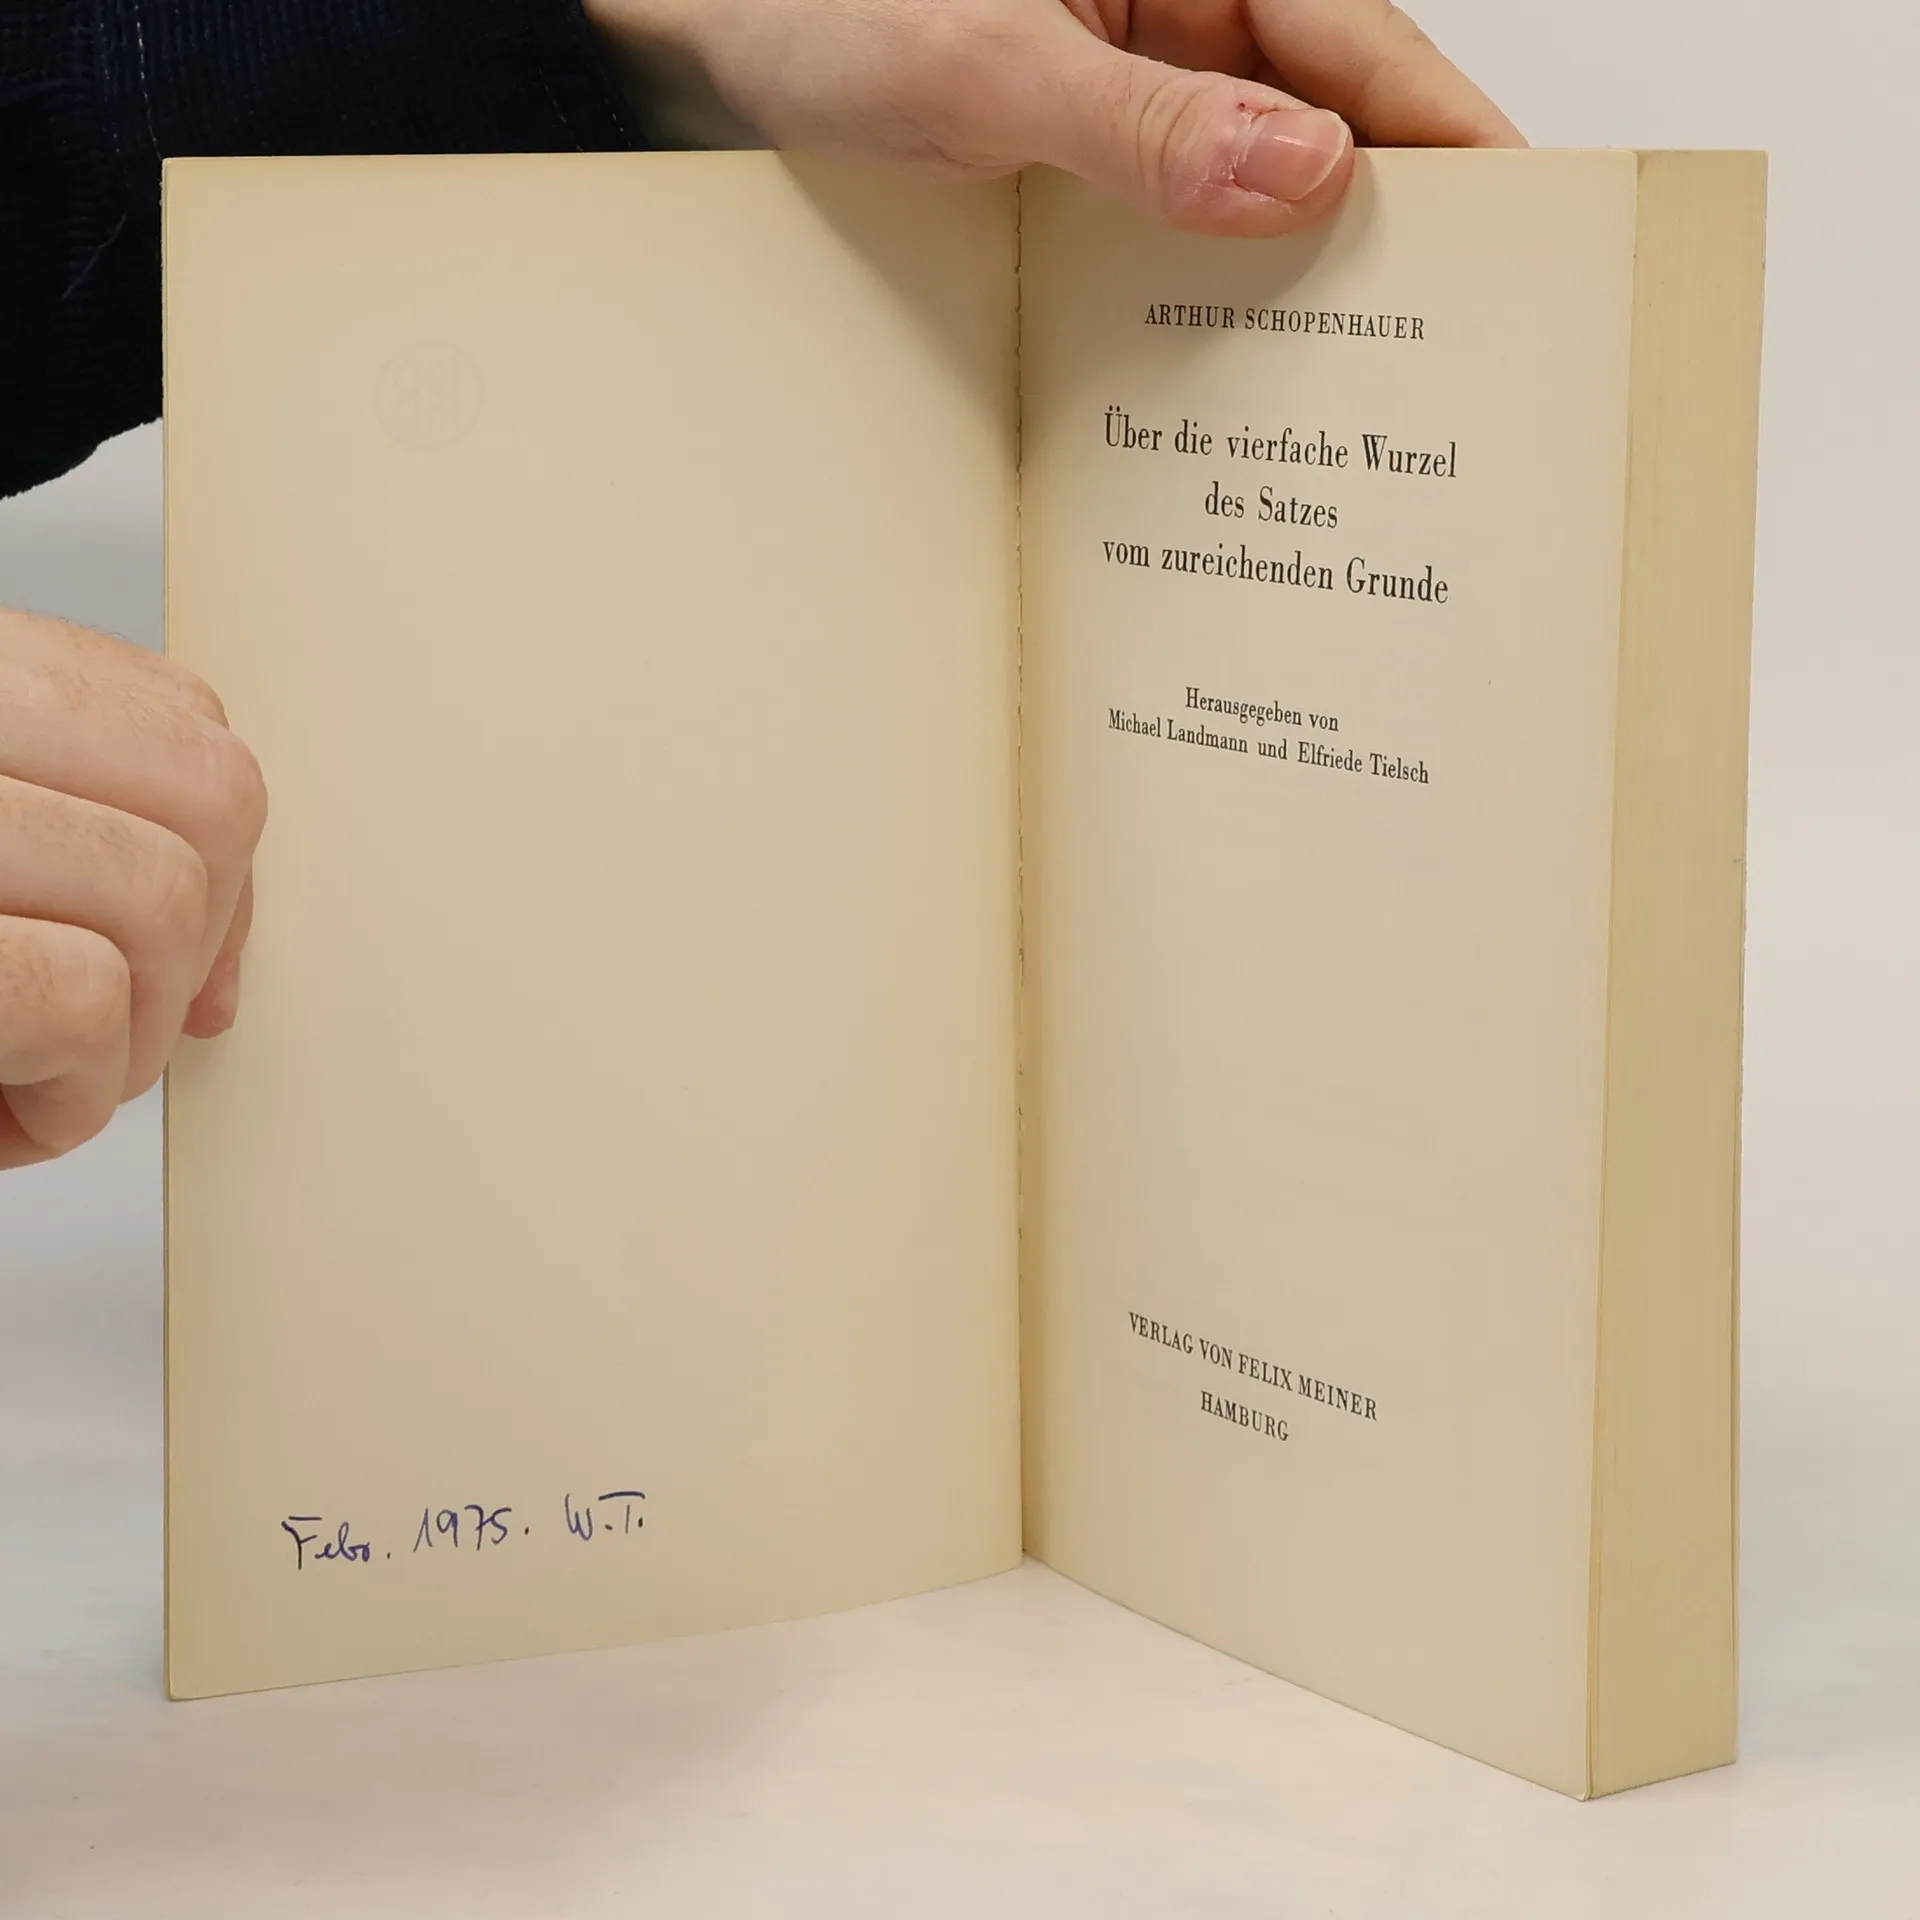 Febr. 1975. W.T.
ARTHUR SCHOPENHAUER
Über die vierfache Wurzel
des Satzes
vom zureichenden Grunde
Herausgegeben von
Michael Landmann und Elfriede Tielsch
VERLAG VON FELIX MEINER
HAMBURG